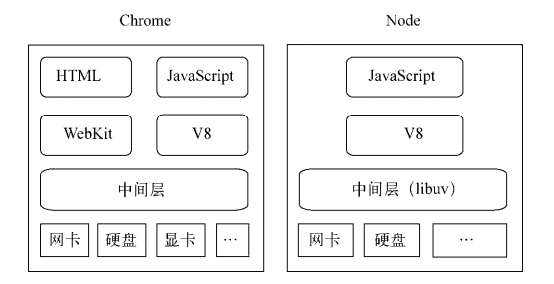 Chrome
HTML JavaScript
WebKit V8
中间层
网卡 硬盘 显卡 …
Node
JavaScript
V8
中间层（libuv）
网卡 硬盘 …